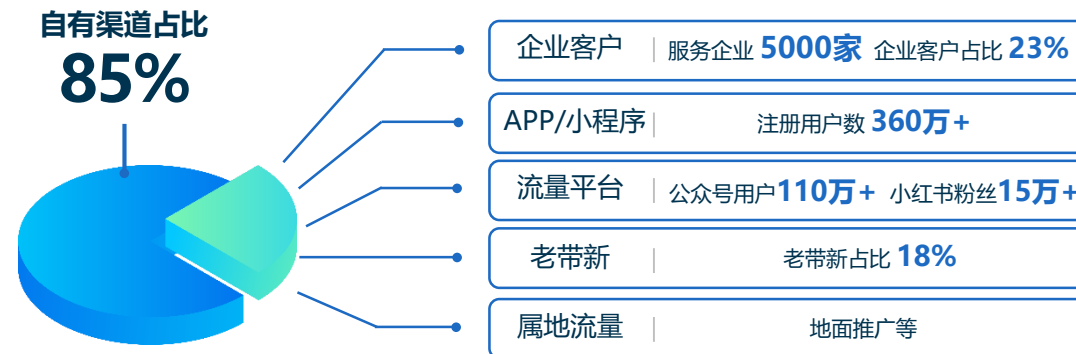 自有渠道占比
85%
企业客户 服务企业 5000家 企业客户占比 23%
APP/小程序 注册用户数 360万+
流量平台 公众号用户110万+ 小红书粉丝15万+
老带新 老带新占比 18%
属地流量 地面推广等